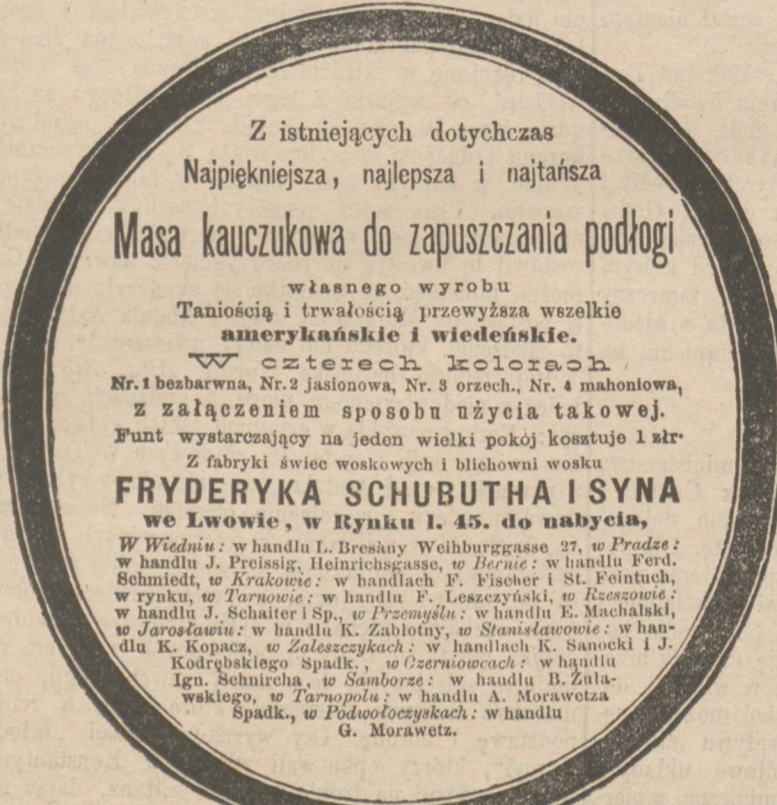 Z istniejących dotychczas
Najpiękniejsza, najlepsza i najtańsza
Masa kauczukowa do zapuszczania podłogi
własnego wyrobu
Taniością i trwałością przewyższa wszelkie
amerykańskie i wiedeńskie.
W czterech kolorach
Nr. 1 bezbarwna, Nr. 2 jasionowa, Nr. 3 orzech., Nr. 4 mahoniowa,
z załączeniem sposobu użycia takowej.
Funt wystarczający na jeden wielki pokój kosztuje 1 złr.
Z fabryki świec woskowych i blichowni wosku
FRYDERYKA SCHUBUTHA I SYNA
we Lwowie, w Rynku l. 45. do nabycia,
W Wiedniu: w handlu L. Bresàny Weihburggasse 27, w Pradze:
w handlu J. Preissig, Heinrichsgasse, w Bernie: w handlu Ferd.
Schmiedt, w Krakowie: w handlach F. Fischer i St. Feintuch,
w rynku, w Tarnowie: w handlu F. Leszczyński, w Rzeszowie:
w handlu J. Schaiter i Sp., w Przemyślu: w handlu E. Machalski,
w Jarosławiu: w handlu K. Zabłotny, w Stanisławowie: w han-
dlu K. Kopacz, w Zaleszczykach: w handlach K. Sanocki i J.
Kodrębskiego Spadk., w Czerniowcach: w handlu
Ign. Schnircha, w Samborze: w handlu B. Żuła-
wskiego, w Tarnopolu: w handlu A. Morawetza
Spadk., w Podwołoczyskach: w handlu
G. Morawetz.